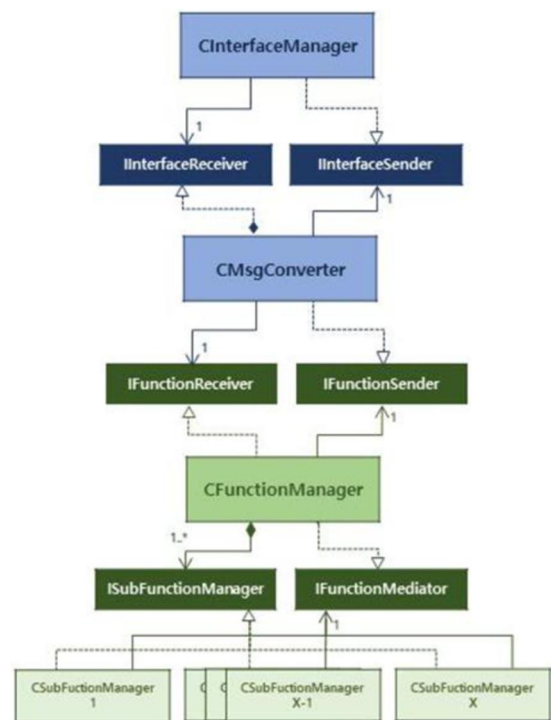 CInterfaceManager
1
IInterfaceReceiver
IInterfaceSender
1
CMsgConverter
1
IFunctionReceiver
IFunctionSender
1
CFunctionManager
1..*
ISubFunctionManager
IFunctionMediator
1
CSubFuctionManager
1
C
C
CSubFuctionManager
X-1
CSubFuctionManager
X